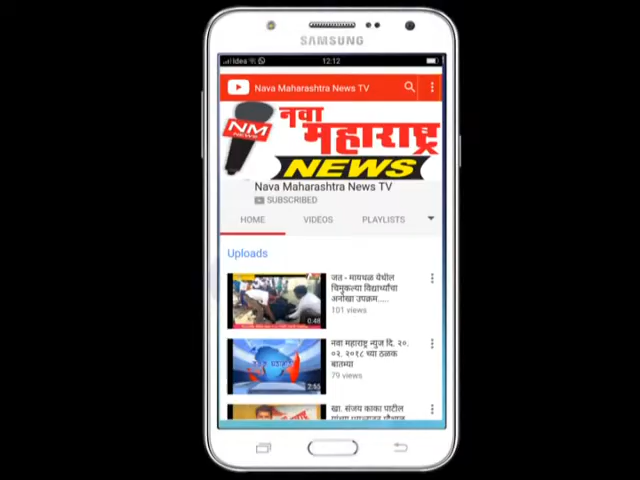 SAMSUNG
Idea
12:12
Nava Maharashtra News TV
नवा
महाराष्ट्र
NM
NEWS
NEWS
Nava Maharashtra News TV
SUBSCRIBED
HOME VIDEOS PLAYLISTS
Uploads
जत - मायथळ येथील
चिमुकल्या विद्यार्थ्यांचा
अनोखा उपक्रम.....
101 views
0:48
नवा महाराष्ट्र न्युज दि. २०.
०३. २०१८ च्या ठळक
बातम्या
79 views
2:55
खा. संजय काका पाटील